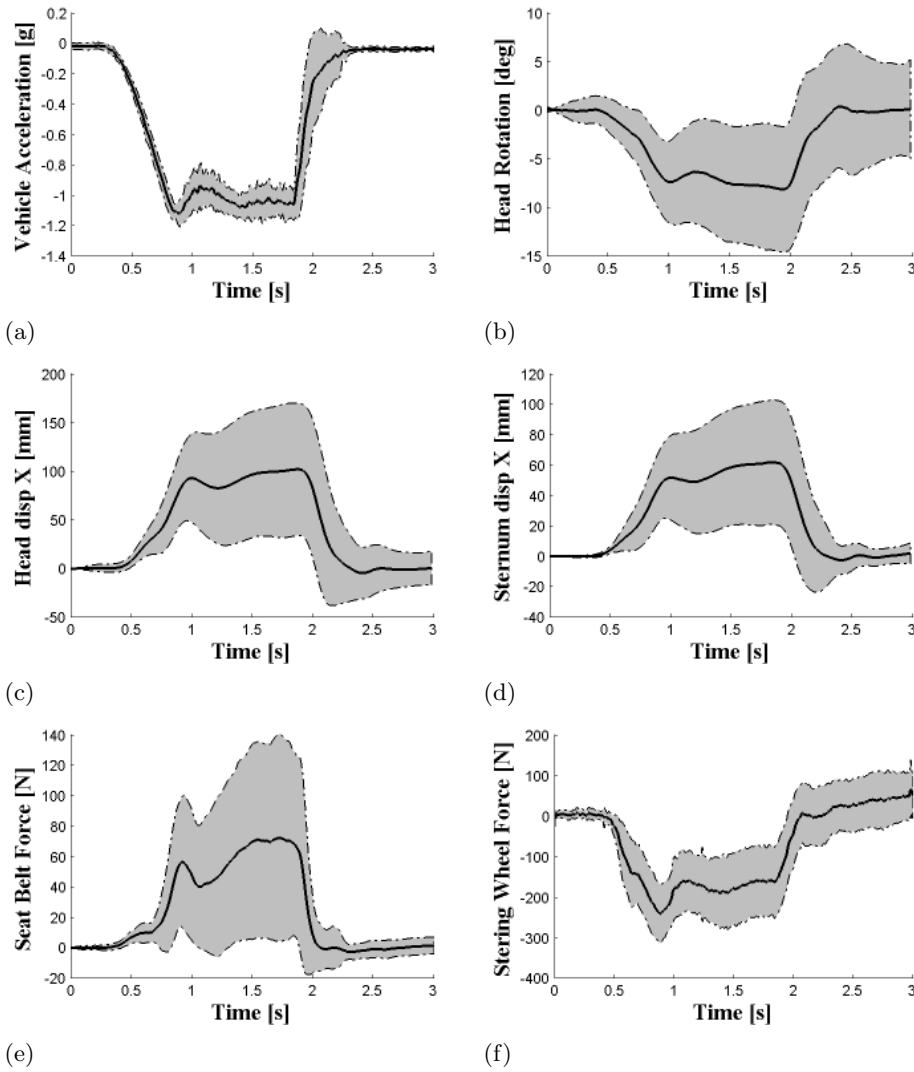 0.2
0
-0.2
-0.4
-0.6
-0.8
-1
-1.2
-1.4
0 0.5 1 1.5 2 2.5 3
Vehicle Acceleration [g]
Time [s]
(a)
10
5
0
-5
-10
-15
0 0.5 1 1.5 2 2.5 3
Head Rotation [deg]
Time [s]
(b)
200
150
100
50
0
-50
0 0.5 1 1.5 2 2.5 3
Head disp X [mm]
Time [s]
(c)
120
100
80
60
40
20
0
-20
-40
0 0.5 1 1.5 2 2.5 3
Sternum disp X [mm]
Time [s]
(d)
140
120
100
80
60
40
20
0
-20
0 0.5 1 1.5 2 2.5 3
Seat Belt Force [N]
Time [s]
(e)
200
100
0
-100
-200
-300
-400
0 0.5 1 1.5 2 2.5 3
Stering Wheel Force [N]
Time [s]
(f)